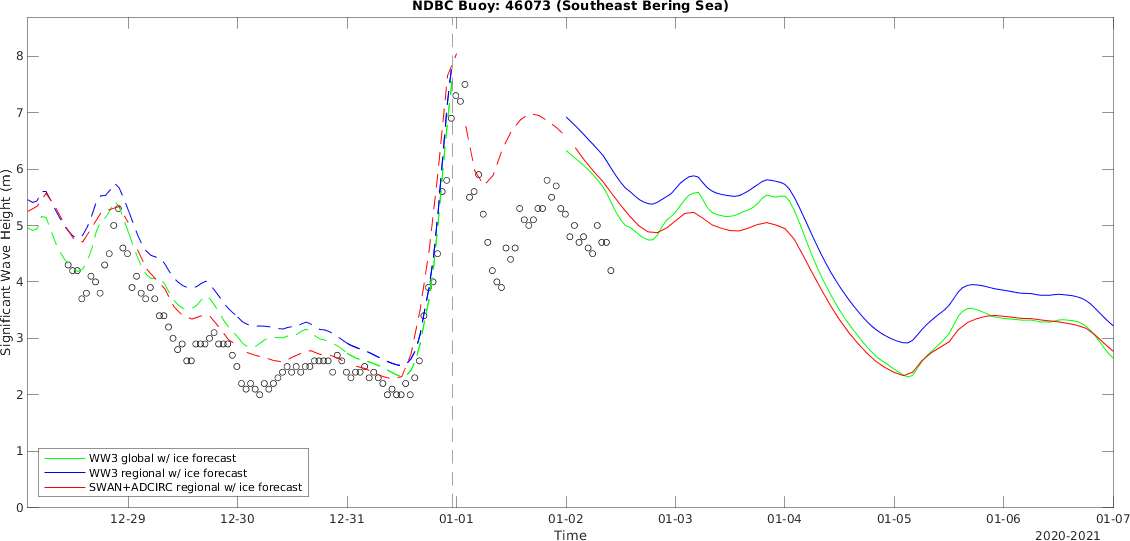 NDBC Buoy: 46073 (Southeast Bering Sea)
Significant Wave Height (m)
8
7
6
5
4
3
2
1
0
WW3 global w/ ice forecast
WW3 regional w/ ice forecast
SWAN+ADCIRC regional w/ ice forecast
12-29 12-30 12-31 01-01 01-02 01-03 01-04 01-05 01-06 01-07
Time
2020-2021